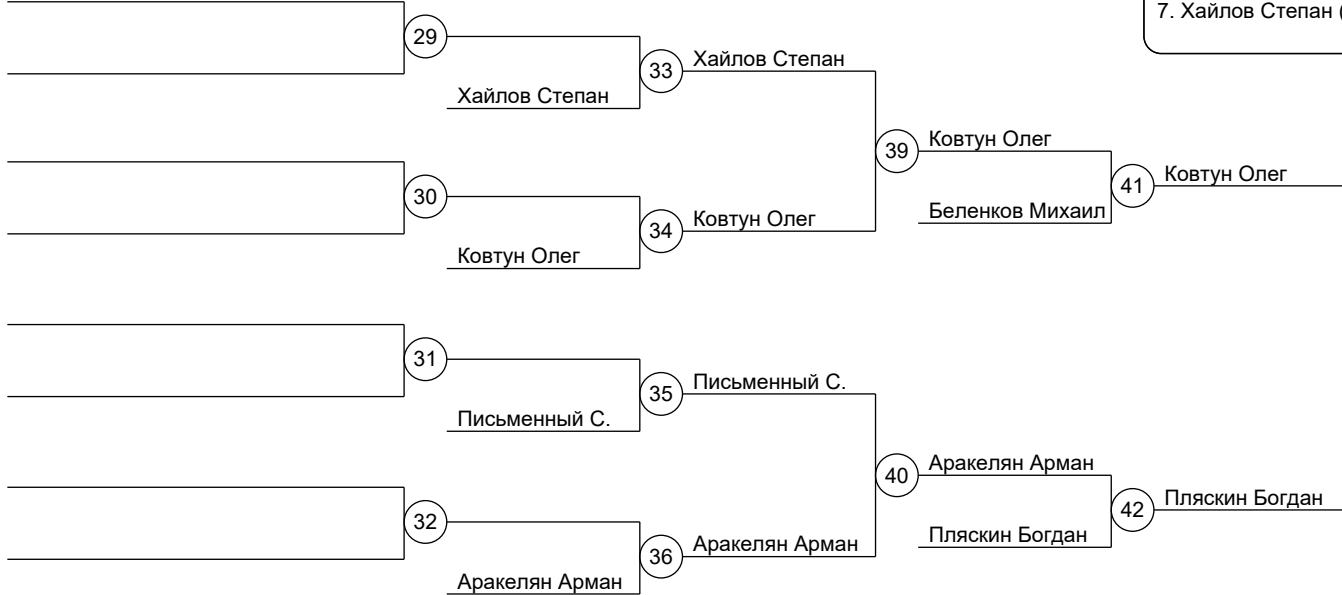 7. Хайлов Степан (
29
Хайлов Степан
33
Хайлов Степан
30
Ковтун Олег
34
Ковтун Олег
39
Ковтун Олег
Беленков Михаил
41
Ковтун Олег
31
Письменный С.
35
Письменный С.
32
Аракелян Арман
36
Аракелян Арман
40
Аракелян Арман
Пляскин Богдан
42
Пляскин Богдан